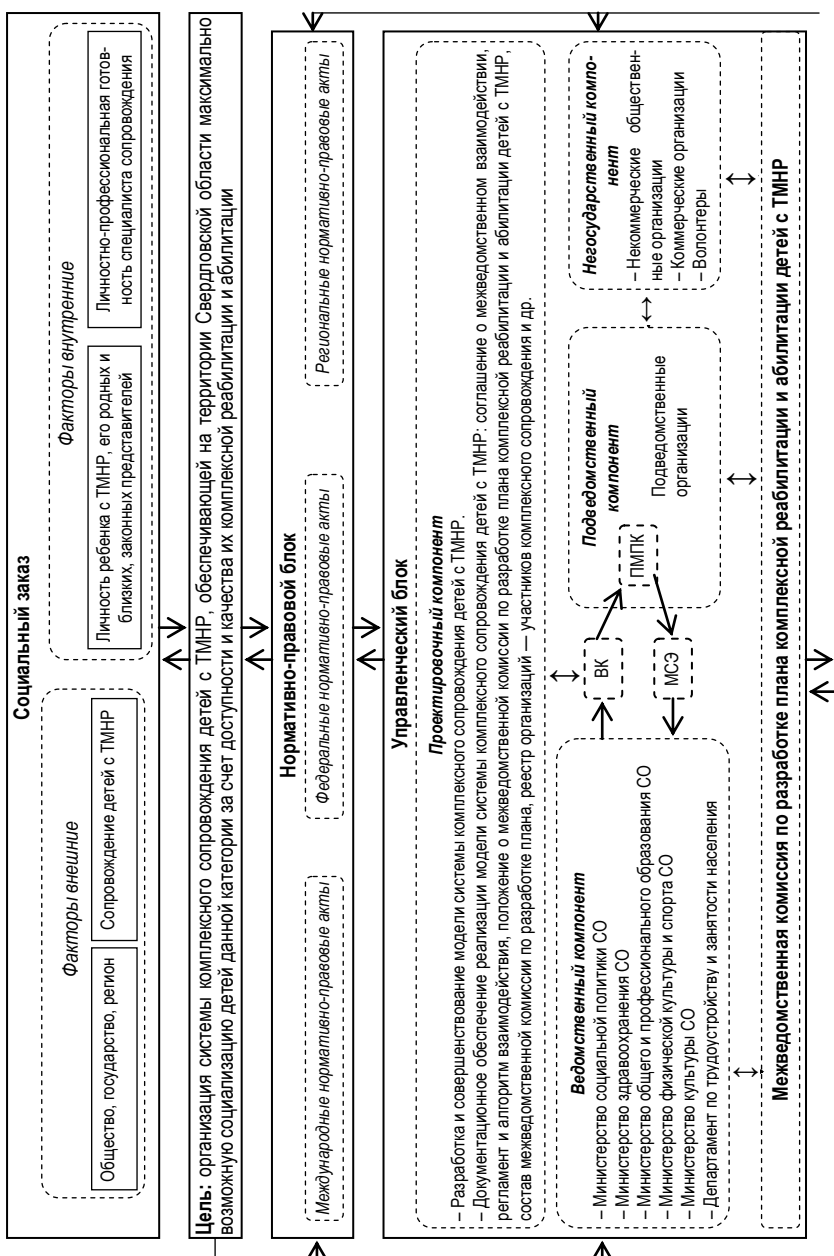 Социальный заказ
Факторы внешние
Общество, государство, регион
Сопровождение детей с ТМНР
Факторы внутренние
Личность ребенка с ТМНР, его родных и
близких, законных представителей
Личностно-профессиональная готов-
ность специалиста сопровождения
Цель: организация системы комплексного сопровождения детей с ТМНР, обеспечивающей на территории Свердловской области максимально
возможную социализацию детей данной категории за счет доступности и качества их комплексной реабилитации и абилитации
Нормативно-правовой блок
Международные нормативно-правовые акты
Федеральные нормативно-правовые акты
Региональные нормативно-правовые акты
Управленческий блок
Проектировочный компонент
– Разработка и совершенствование модели системы комплексного сопровождения детей с ТМНР.
– Документационное обеспечение реализации модели системы комплексного сопровождения детей с ТМНР: соглашение о межведомственном взаимодействии,
регламент и алгоритм взаимодействия, положение о межведомственной комиссии по разработке плана комплексной реабилитации и абилитации детей с ТМНР,
состав межведомственной комиссии по разработке плана, реестр организаций — участников комплексного сопровождения и др.
Ведомственный компонент
– Министерство социальной политики СО
– Министерство здравоохранения СО
– Министерство общего и профессионального образования СО
– Министерство физической культуры и спорта СО
– Министерство культуры СО
– Департамент по трудоустройству и занятости населения
ВК
ПМПК
МСЭ
Подведомственный
компонент
Подведомственные
организации
Негосударственный компо-
нент
– Некоммерческие обществен-
ные организации
– Коммерческие организации
– Волонтеры
Межведомственная комиссия по разработке плана комплексной реабилитации и абилитации детей с ТМНР